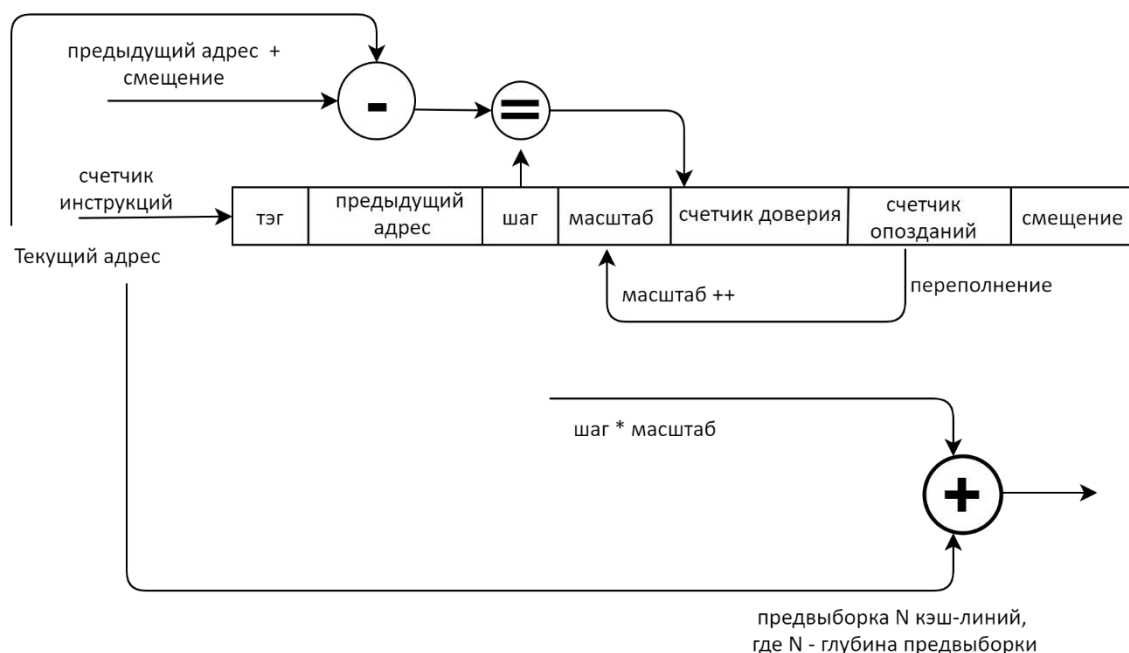 предыдущий адрес +
смещение
-
=
счетчик
инструкций
тэг
предыдущий
адрес
шаг
масштаб
счетчик доверия
счетчик
опозданий
смещение
Текущий адрес
масштаб ++
переполнение
шаг * масштаб
+
предвыборка N кэш-линий,
где N - глубина предвыборки